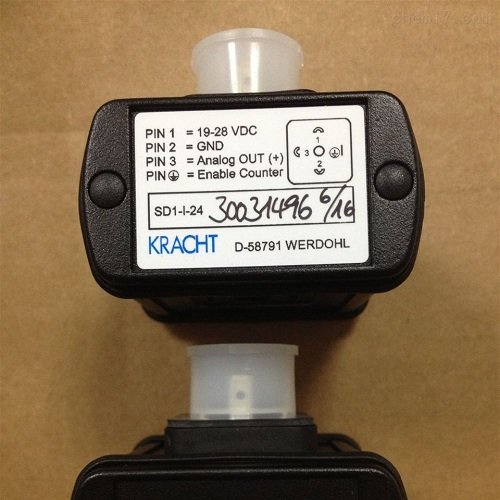 PIN 1 = 19-28 VDC
PIN 2 = GND
PIN 3 = Analog OUT (+)
PIN ⏚ = Enable Counter
1
3
2
SD1-I-24 30031496 6/16
KRACHT D-58791 WERDOHL